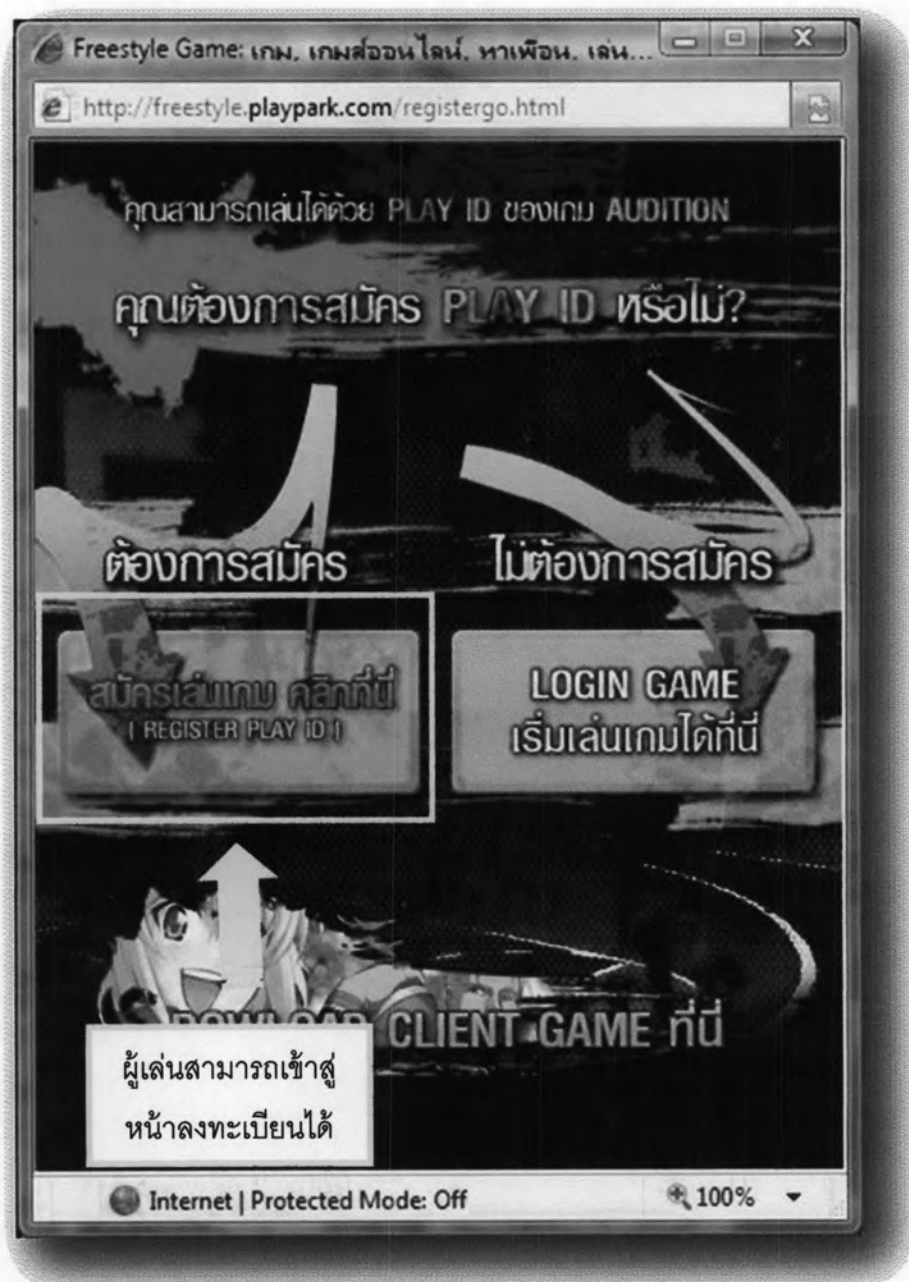 Freestyle Game: เกม, เกมส์ออนไลน์, หาเพื่อน, เล่น...
http://freestyle.playpark.com/registergo.html
คุณสามารถเล่นได้ด้วย PLAY ID ของเกม AUDITION
คุณต้องการสมัคร PLAY ID หรือไม่?
ต้องการสมัคร
ไม่ต้องการสมัคร
สมัครเล่นเกม คลิกที่นี่
( REGISTER PLAY iD )
LOGIN GAME
เริ่มเล่นเกมได้ที่นี่
DOWNLOAD CLIENT GAME ที่นี่
ผู้เล่นสามารถเข้าสู่
หน้าลงทะเบียนได้
Internet | Protected Mode: Off
100%